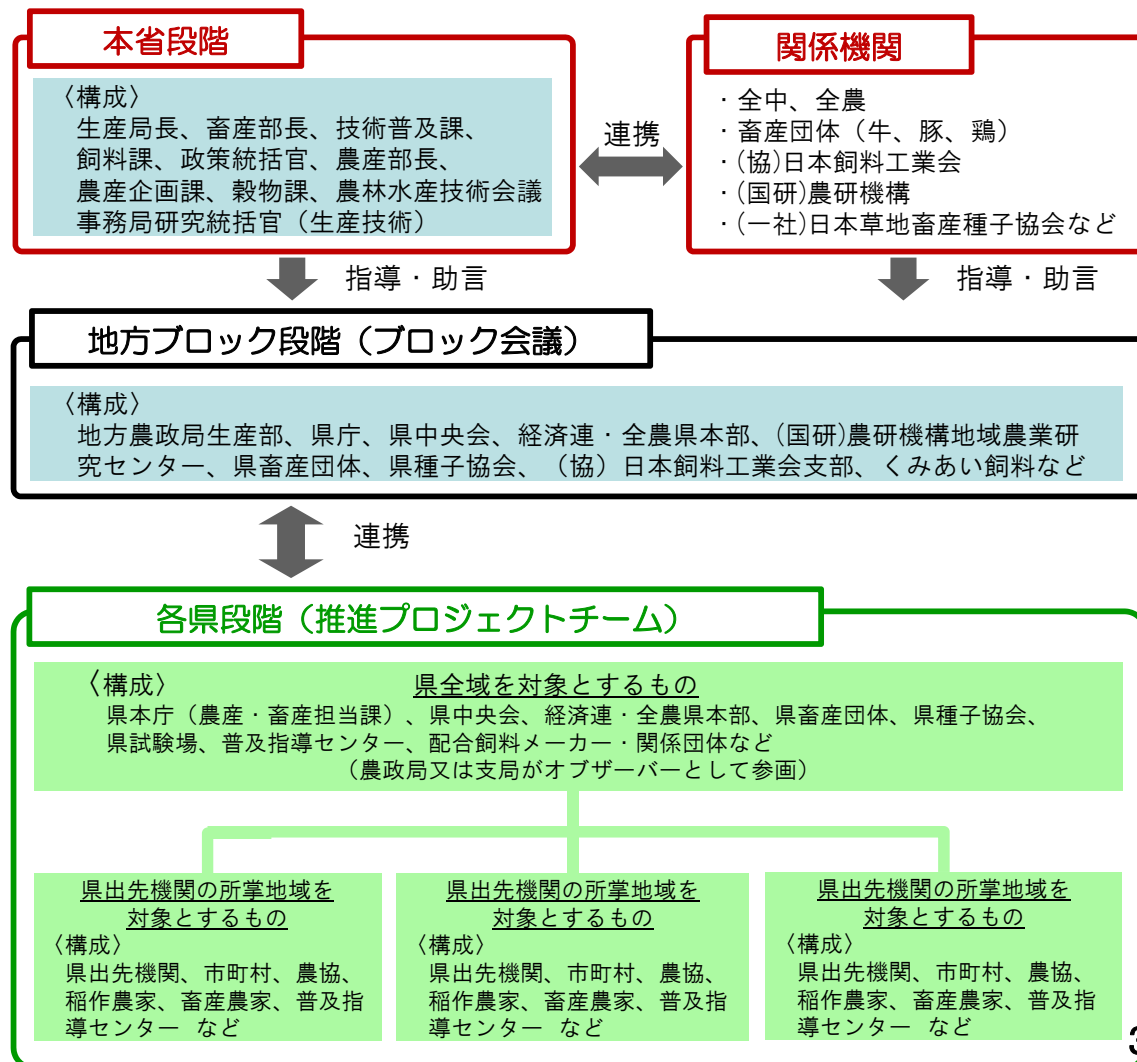 本省段階
〈構成〉
生産局長、畜産部長、技術普及課、
飼料課、政策統括官、農産部長、
農産企画課、穀物課、農林水産技術会議
事務局研究統括官（生産技術）
連携
関係機関
・全中、全農
・畜産団体（牛、豚、鶏）
・(協)日本飼料工業会
・(国研)農研機構
・(一社)日本草地畜産種子協会など
指導・助言
指導・助言
地方ブロック段階（ブロック会議）
〈構成〉
地方農政局生産部、県庁、県中央会、経済連・全農県本部、(国研)農研機構地域農業研
究センター、県畜産団体、県種子協会、（協）日本飼料工業会支部、くみあい飼料など
連携
各県段階（推進プロジェクトチーム）
〈構成〉 県全域を対象とするもの
県本庁（農産・畜産担当課）、県中央会、経済連・全農県本部、県畜産団体、県種子協会、
県試験場、普及指導センター、配合飼料メーカー・関係団体など
（農政局又は支局がオブザーバーとして参画）
県出先機関の所掌地域を
対象とするもの
〈構成〉
県出先機関、市町村、農協、
稲作農家、畜産農家、普及指
導センター など
県出先機関の所掌地域を
対象とするもの
〈構成〉
県出先機関、市町村、農協、
稲作農家、畜産農家、普及指
導センター など
県出先機関の所掌地域を
対象とするもの
〈構成〉
県出先機関、市町村、農協、
稲作農家、畜産農家、普及指
導センター など